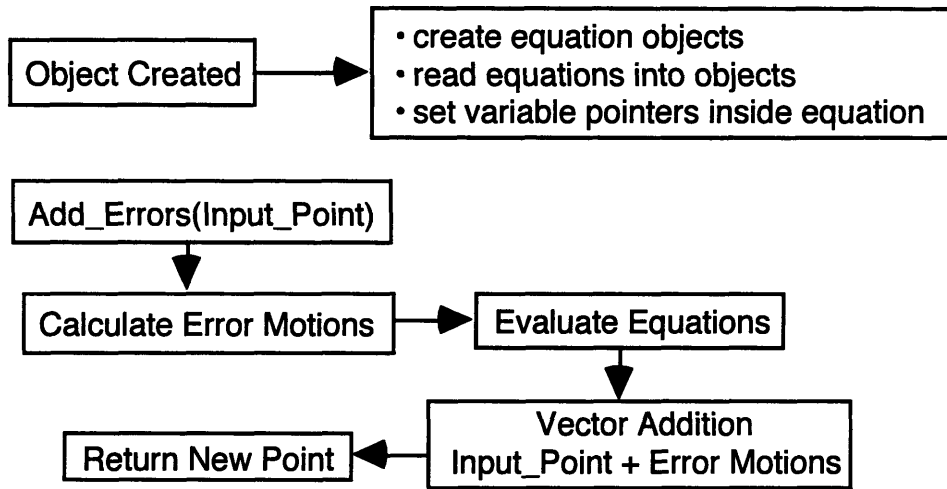 Object Created
• create equation objects
• read equations into objects
• set variable pointers inside equation
Add_Errors(Input_Point)
Calculate Error Motions
Evaluate Equations
Vector Addition
Input_Point + Error Motions
Return New Point